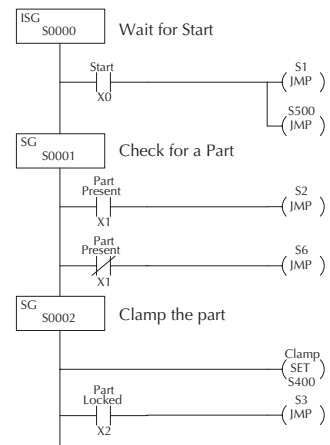 ISG
S0000
Wait for Start
Start
X0
S1
JMP
S500
JMP
SG
S0001
Check for a Part
Part
Present
X1
S2
JMP
Part
Present
X1
S6
JMP
SG
S0002
Clamp the part
Clamp
SET
S400
Part
Locked
X2
S3
JMP